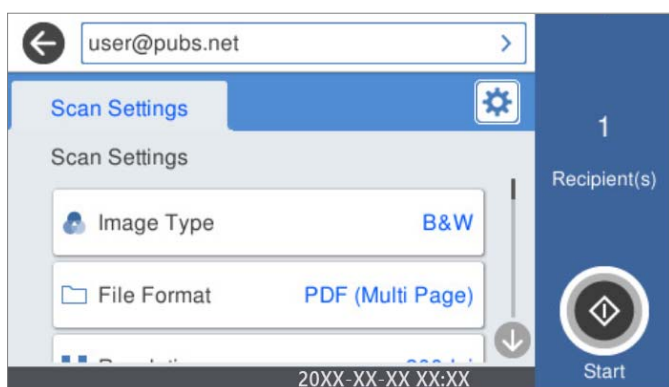 user@pubs.net
Scan Settings
Scan Settings
Image Type B&W
File Format PDF (Multi Page)
20XX-XX-XX XX:XX
1
Recipient(s)
Start